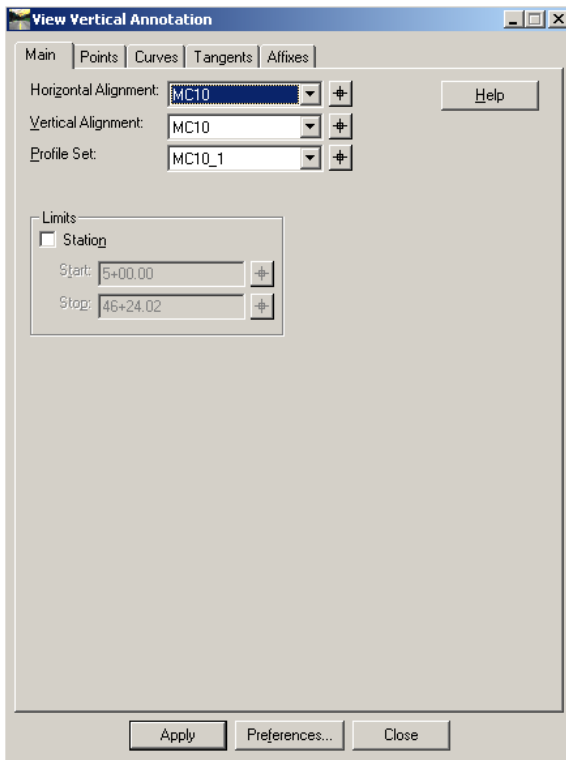 View Vertical Annotation
Main Points Curves Tangents Affixes
Horizontal Alignment: MC10 Help
Vertical Alignment: MC10
Profile Set: MC10_1
Limits
Station
Start: 5+00.00
Stop: 46+24.02
Apply Preferences... Close